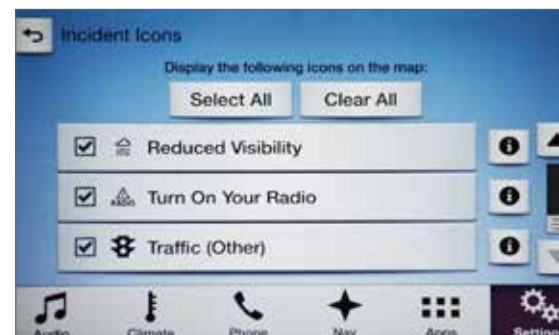 Incident Icons
Display the following icons on the map:
Select All Clear All
Reduced Visibility
RADIO Turn On Your Radio
Traffic (Other)
Audio Climate Phone Nav Apps Settings